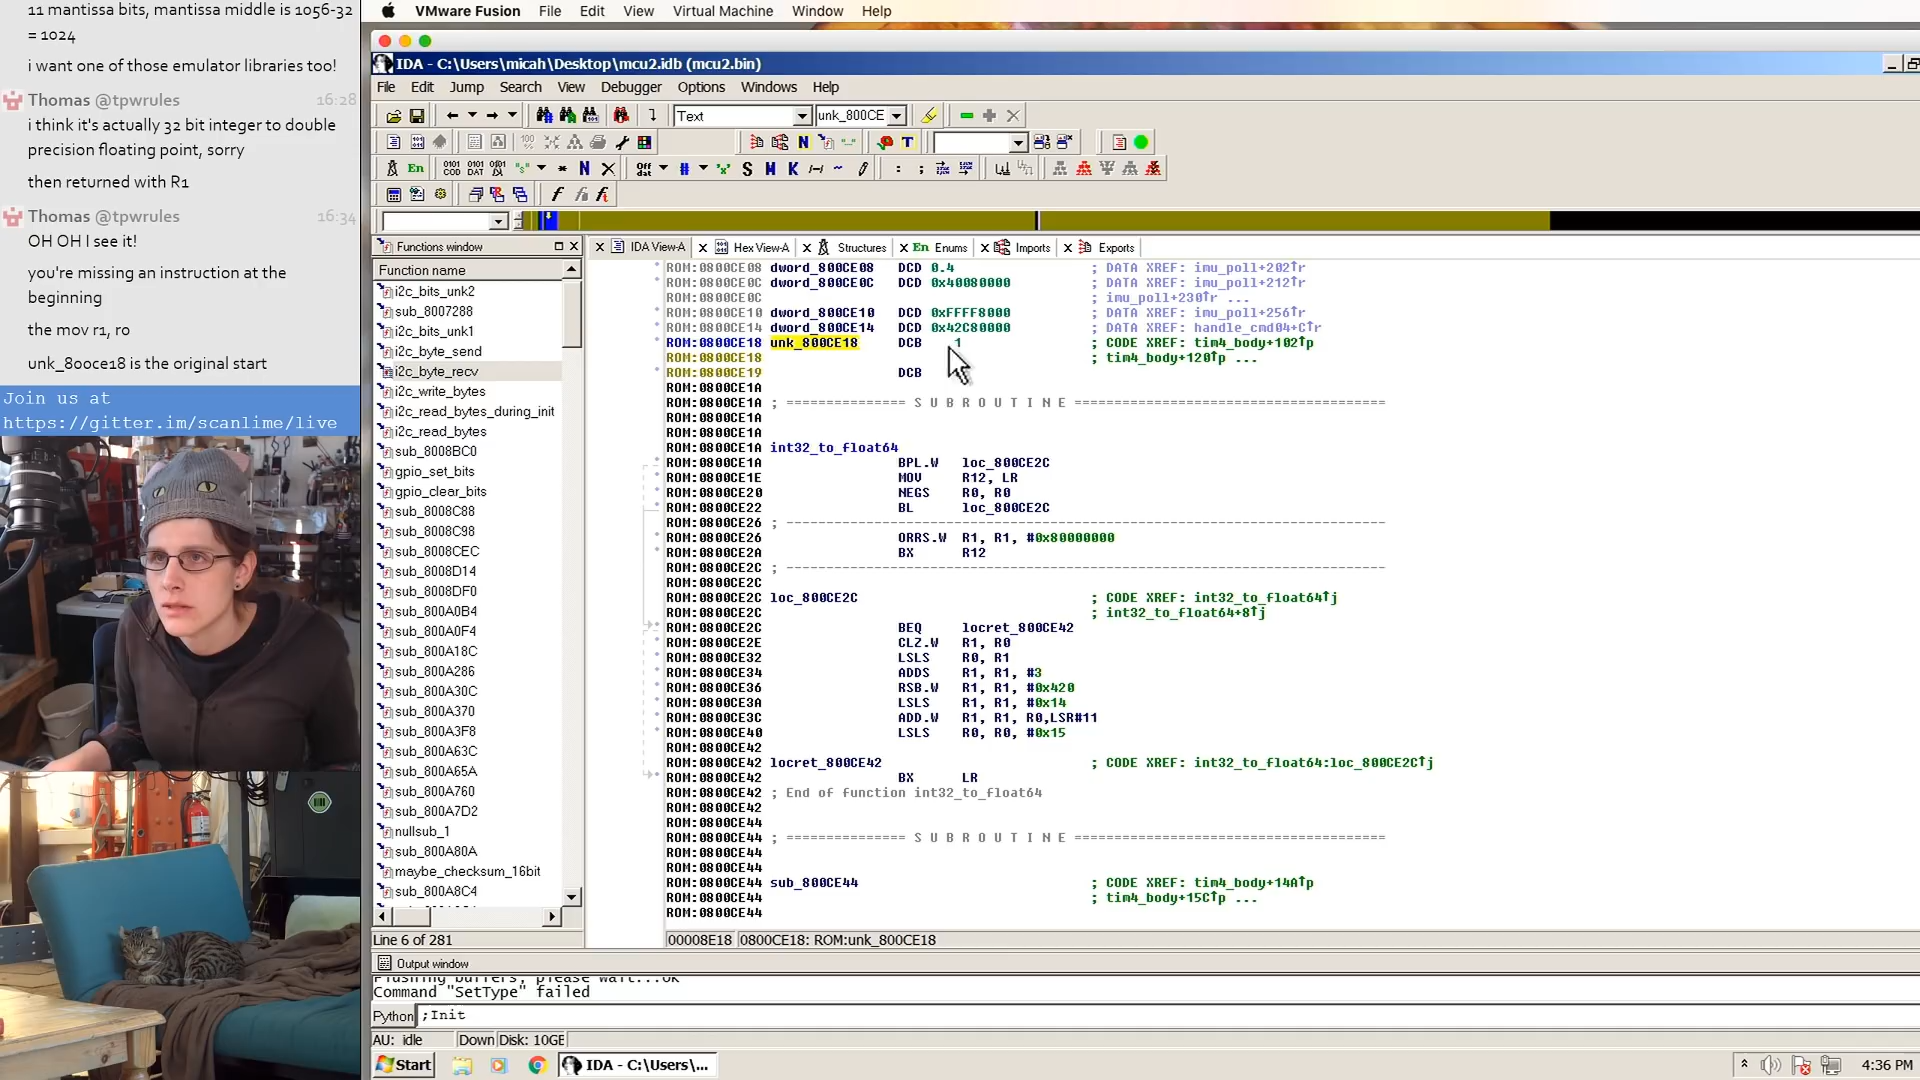 11 mantissa bits, mantissa middle is 1056-32
= 1024
i want one of those emulator libraries too!
Thomas @tpwrules 16:28
i think it's actually 32 bit integer to double
precision floating point, sorry
then returned with R1
Thomas @tpwrules 16:34
OH OH I see it!
you're missing an instruction at the
beginning
the mov r1, r0
unk_800ce18 is the original start
Join us at
https://gitter.im/scanlime/live
VMware Fusion File Edit View Virtual Machine Window Help
IDA - C:\Users\micah\Desktop\mcu2.idb (mcu2.bin)
File Edit Jump Search View Debugger Options Windows Help
Text unk_800CE
Functions window
IDA View-A Hex View-A Structures En Enums Imports Exports
Function name
i2c_bits_unk2
sub_8007288
i2c_bits_unk1
i2c_byte_send
i2c_byte_recv
i2c_write_bytes
i2c_read_bytes_during_init
i2c_read_bytes
sub_8008BC0
gpio_set_bits
gpio_clear_bits
sub_8008C88
sub_8008C98
sub_8008CEC
sub_8008D14
sub_8008DF0
sub_800A0B4
sub_800A0F4
sub_800A18C
sub_800A286
sub_800A30C
sub_800A370
sub_800A3F8
sub_800A63C
sub_800A65A
sub_800A760
sub_800A7D2
nullsub_1
sub_800A80A
maybe_checksum_16bit
sub_800A8C4
Line 6 of 281
ROM:0800CE08 dword_800CE08 DCD 0.4 ; DATA XREF: imu_poll+202↑r
ROM:0800CE0C dword_800CE0C DCD 0x40080000 ; DATA XREF: imu_poll+212↑r
ROM:0800CE0C ; imu_poll+230↑r ...
ROM:0800CE10 dword_800CE10 DCD 0xFFFF8000 ; DATA XREF: imu_poll+256↑r
ROM:0800CE14 dword_800CE14 DCD 0x42C80000 ; DATA XREF: handle_cmd04+C↑r
ROM:0800CE18 unk_800CE18 DCB 1 ; CODE XREF: tim4_body+102↑p
ROM:0800CE18 ; tim4_body+120↑p ...
ROM:0800CE19 DCB
ROM:0800CE1A
ROM:0800CE1A ; =============== S U B R O U T I N E =======================================
ROM:0800CE1A
ROM:0800CE1A
ROM:0800CE1A int32_to_float64
ROM:0800CE1A BPL.W loc_800CE2C
ROM:0800CE1E MOV R12, LR
ROM:0800CE20 NEGS R0, R0
ROM:0800CE22 BL loc_800CE2C
ROM:0800CE26 ; ---------------------------------------------------------------------------
ROM:0800CE26 ORRS.W R1, R1, #0x80000000
ROM:0800CE2A BX R12
ROM:0800CE2C ; ---------------------------------------------------------------------------
ROM:0800CE2C
ROM:0800CE2C loc_800CE2C ; CODE XREF: int32_to_float64↑j
ROM:0800CE2C ; int32_to_float64+8↑j
ROM:0800CE2C BEQ locret_800CE42
ROM:0800CE2E CLZ.W R1, R0
ROM:0800CE32 LSLS R0, R1
ROM:0800CE34 ADDS R1, R1, #3
ROM:0800CE36 RSB.W R1, R1, #0x420
ROM:0800CE3A LSLS R1, R1, #0x14
ROM:0800CE3C ADD.W R1, R1, R0,LSR#11
ROM:0800CE40 LSLS R0, R0, #0x15
ROM:0800CE42
ROM:0800CE42 locret_800CE42 ; CODE XREF: int32_to_float64:loc_800CE2C↑j
ROM:0800CE42 BX LR
ROM:0800CE42 ; End of function int32_to_float64
ROM:0800CE42
ROM:0800CE44
ROM:0800CE44 ; =============== S U B R O U T I N E =======================================
ROM:0800CE44
ROM:0800CE44
ROM:0800CE44 sub_800CE44 ; CODE XREF: tim4_body+14A↑p
ROM:0800CE44 ; tim4_body+15C↑p ...
ROM:0800CE44
00008E18 0800CE18: ROM:unk_800CE18
Output window
Flushing buffers, please wait...ok
Command "SetType" failed
Python ;Init
AU: idle Down Disk: 10GB
Start IDA - C:\Users\... 4:36 PM